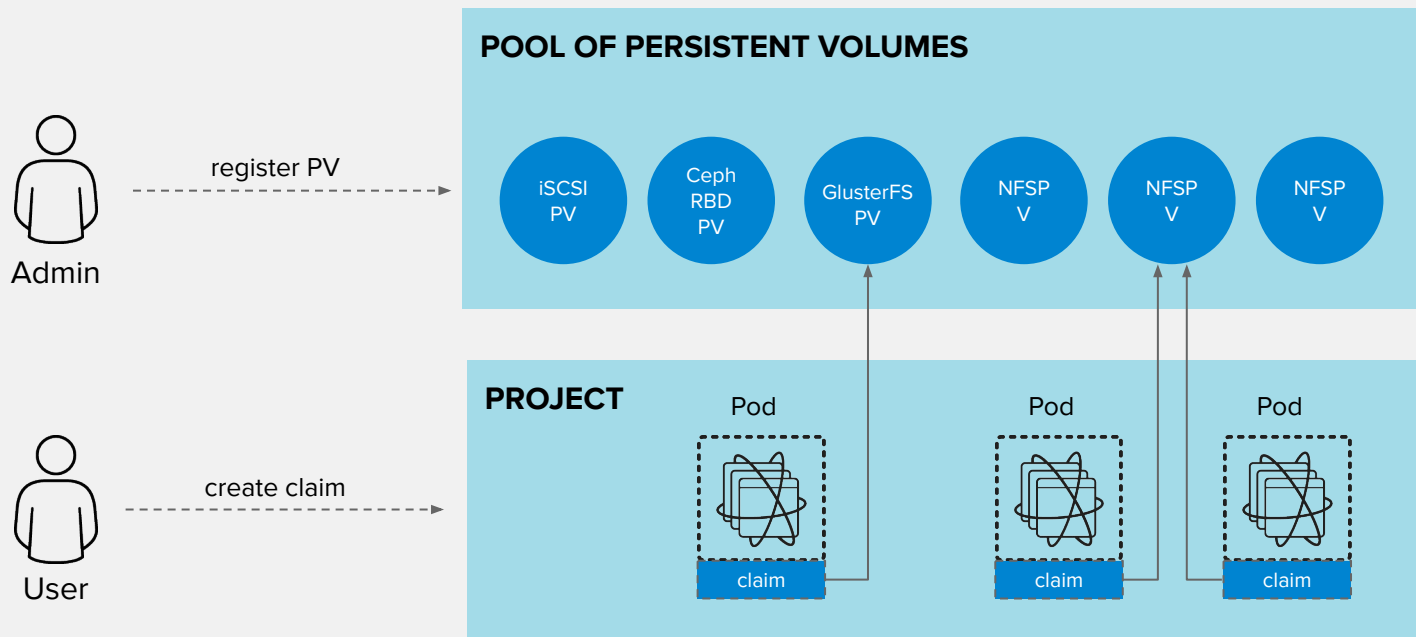 POOL OF PERSISTENT VOLUMES
register PV
Admin
iSCSI
PV
Ceph
RBD
PV
GlusterFS
PV
NFSP
V
NFSP
V
NFSP
V
PROJECT
create claim
User
Pod
claim
Pod
claim
Pod
claim